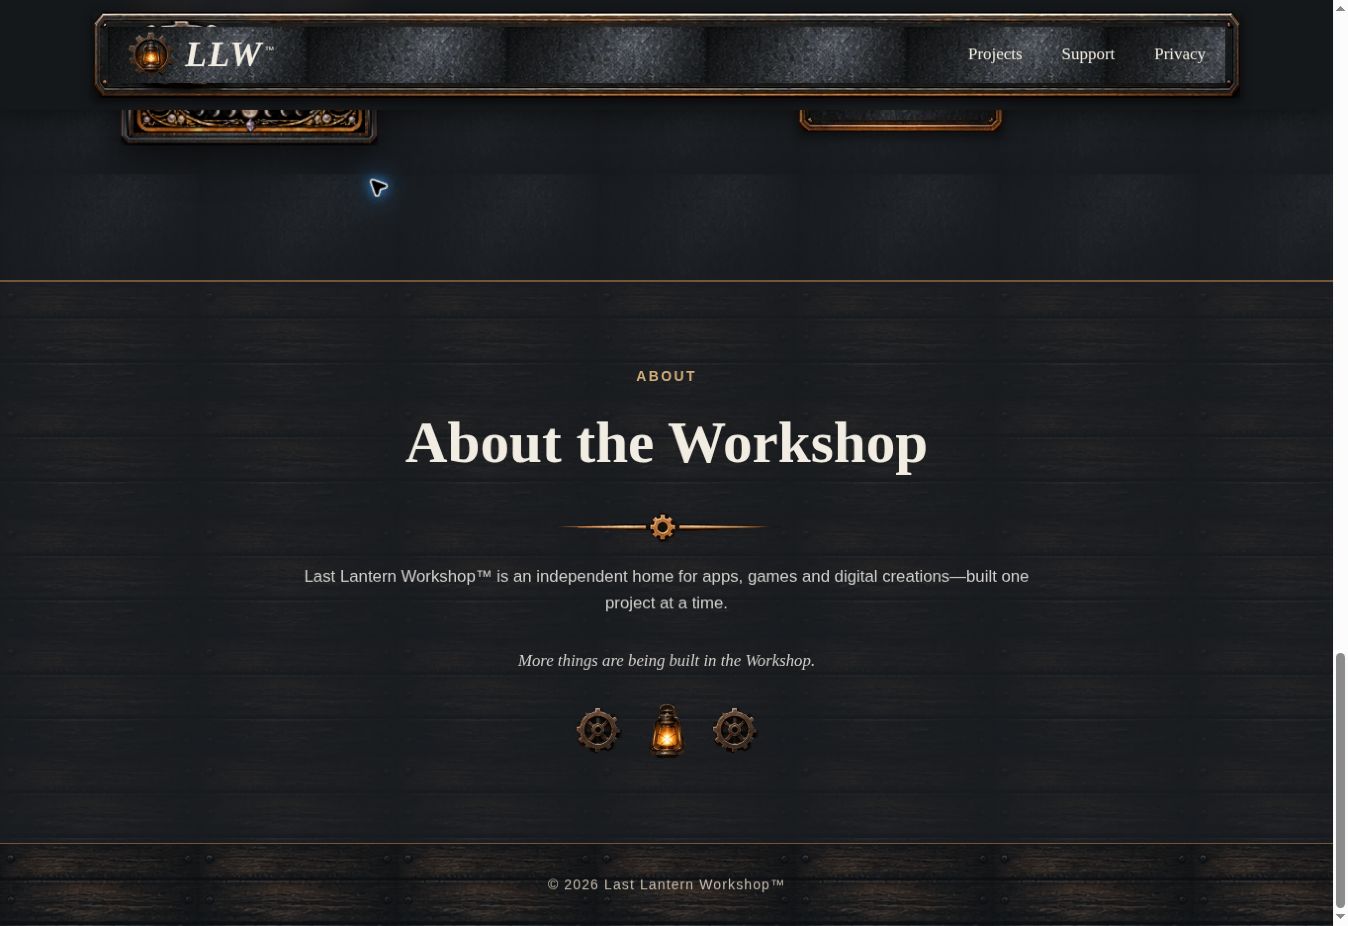 LLW™
Projects
Support
Privacy
ABOUT
About the Workshop
Last Lantern Workshop™ is an independent home for apps, games and digital creations—built one
project at a time.
More things are being built in the Workshop.
© 2026 Last Lantern Workshop™